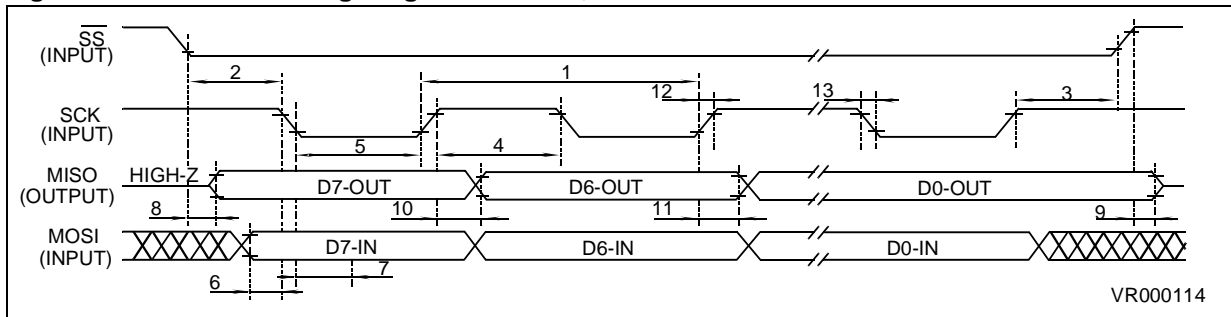 SS
(INPUT)
2
1
12
13
3
SCK
(INPUT)
5
4
MISO
(OUTPUT)
HIGH-Z
D7-OUT
D6-OUT
D0-OUT
8
10
11
9
MOSI
(INPUT)
D7-IN
D6-IN
D0-IN
7
6
VR000114